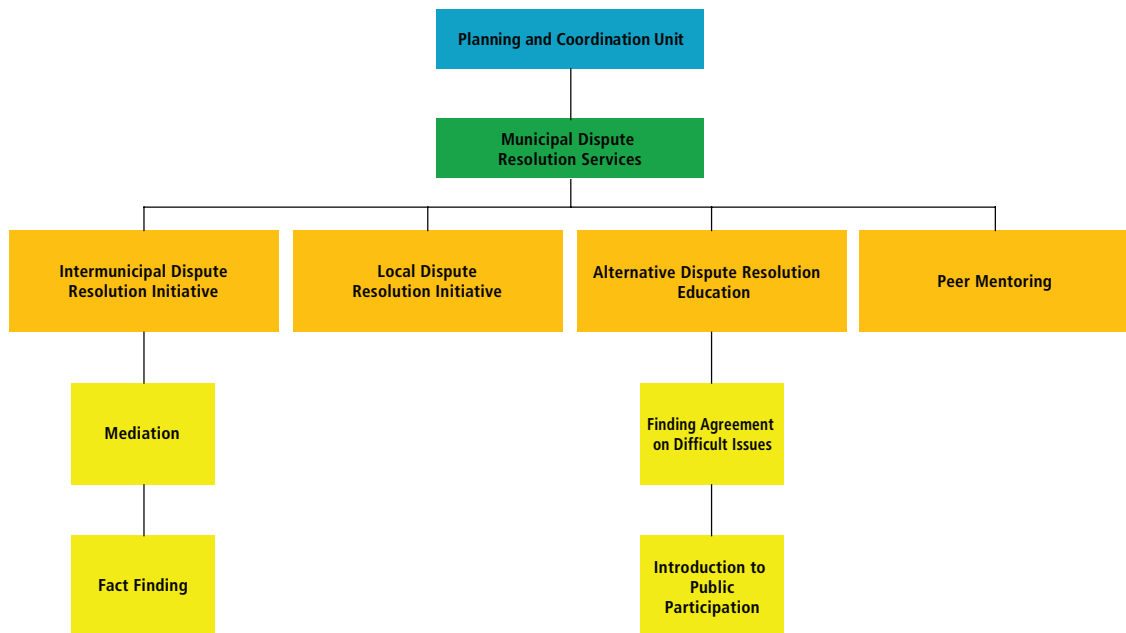 Planning and Coordination Unit
Municipal Dispute
Resolution Services
Intermunicipal Dispute
Resolution Initiative
Local Dispute
Resolution Initiative
Alternative Dispute Resolution
Education
Peer Mentoring
Mediation
Finding Agreement
on Difficult Issues
Fact Finding
Introduction to
Public
Participation